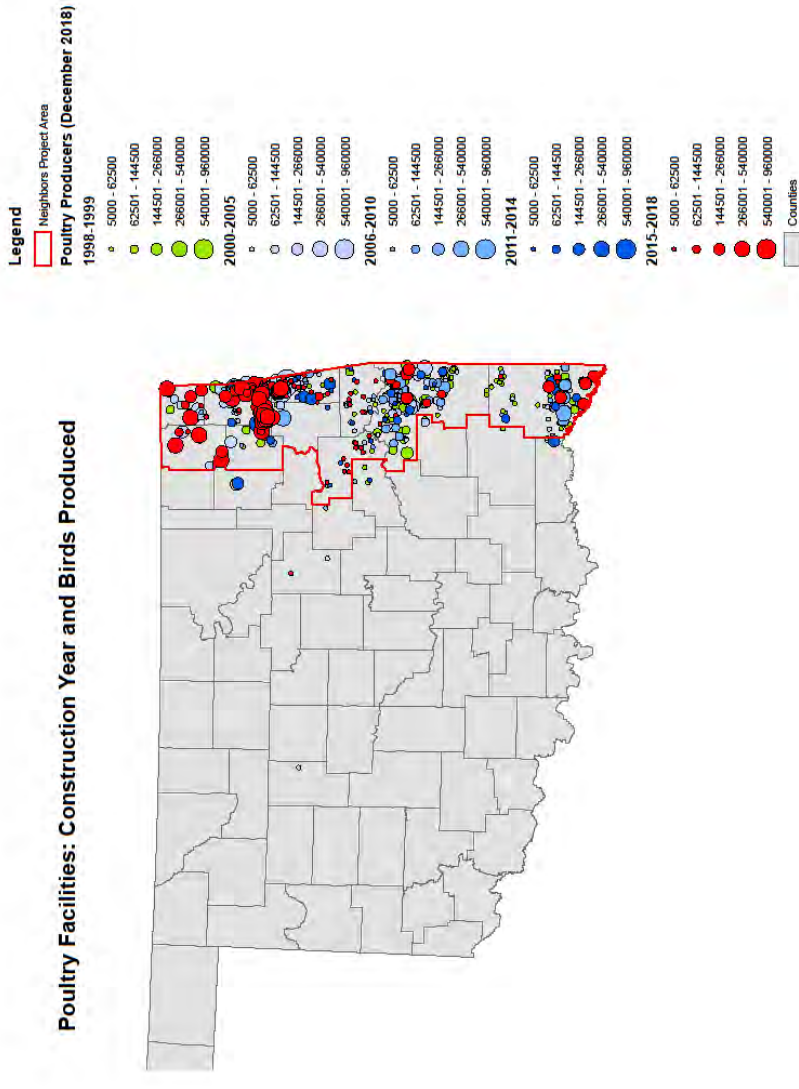 Poultry Facilities: Construction Year and Birds Produced
Legend
Neighbors Project Area
Poultry Producers (December 2018)
1998-1999
5000 - 62500
62501 - 144500
144501 - 266000
266001 - 540000
540001 - 960000
2000-2005
5000 - 62500
62501 - 144500
144501 - 266000
266001 - 540000
540001 - 960000
2006-2010
5000 - 62500
62501 - 144500
144501 - 266000
266001 - 540000
540001 - 960000
2011-2014
5000 - 62500
62501 - 144500
144501 - 266000
266001 - 540000
540001 - 960000
2015-2018
5000 - 62500
62501 - 144500
144501 - 266000
266001 - 540000
540001 - 960000
Counties